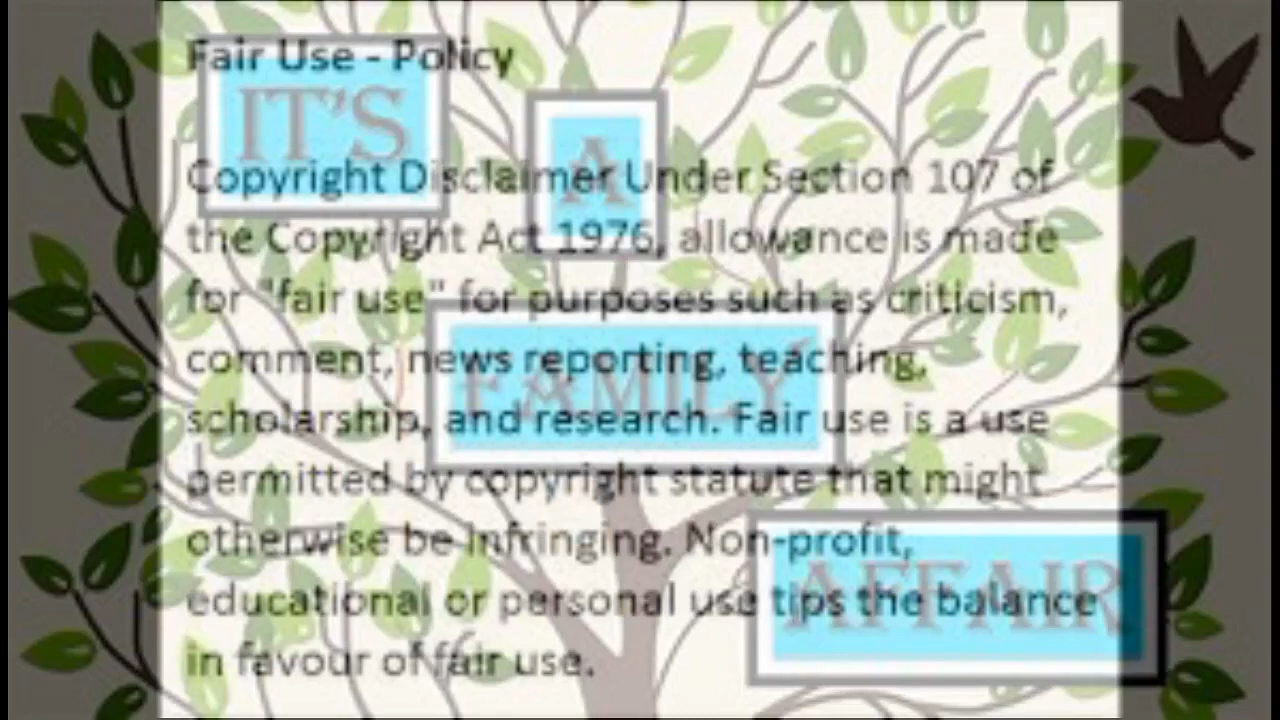 Fair Use - Policy
IT'S
A
Copyright Disclaimer Under Section 107 of
the Copyright Act 1976, allowance is made
for "fair use" for purposes such as criticism,
comment, news reporting, teaching,
FAMILY
scholarship, and research. Fair use is a use
permitted by copyright statute that might
otherwise be infringing. Non-profit,
AFFAIR
educational or personal use tips the balance
in favour of fair use.